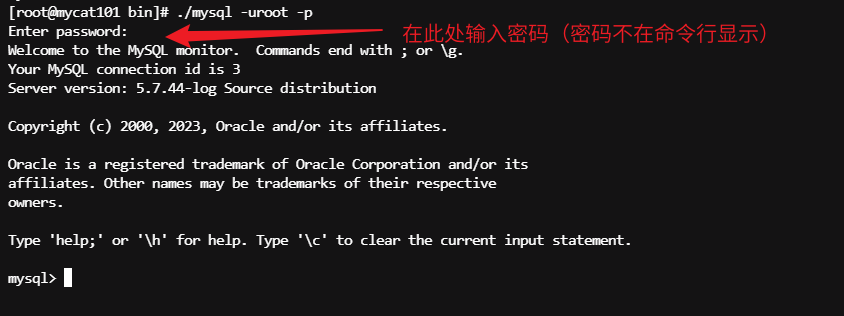 [root@mycat101 bin]# ./mysql -uroot -p
Enter password:
在此处输入密码（密码不在命令行显示）
Welcome to the MySQL monitor.  Commands end with ; or \g.
Your MySQL connection id is 3
Server version: 5.7.44-log Source distribution
Copyright (c) 2000, 2023, Oracle and/or its affiliates.
Oracle is a registered trademark of Oracle Corporation and/or its
affiliates. Other names may be trademarks of their respective
owners.
Type 'help;' or '\h' for help. Type '\c' to clear the current input statement.
mysql>